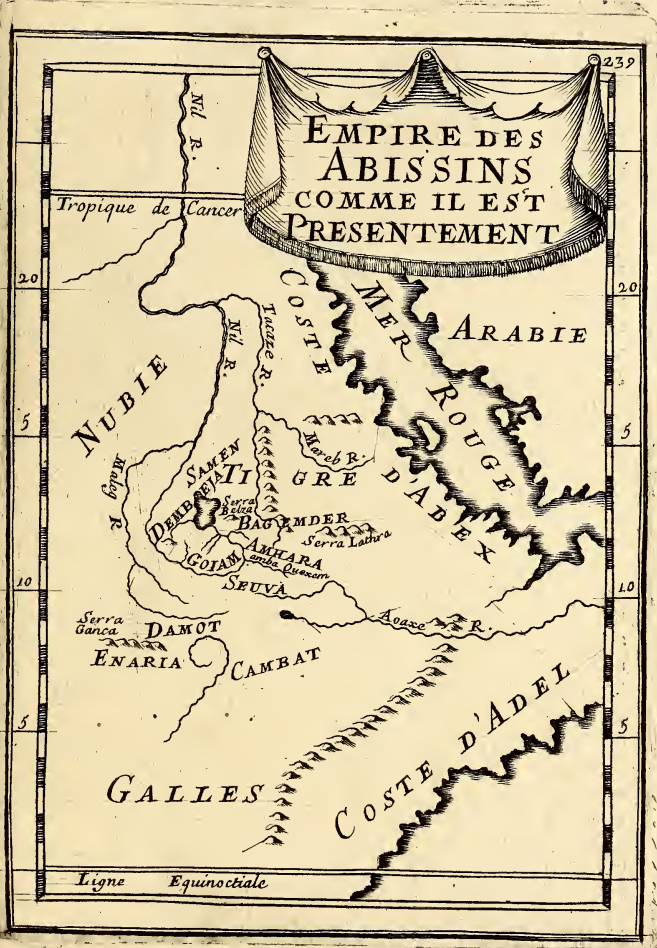 239
EMPIRE DES
ABISSINS
COMME IL EST
PRESENTEMENT
Nil R.
Tropique de Cancer
20
20
COSTE
D'ABEX
MER ROUGE
ARABIE
Nil R.
Tacaze R.
NUBIE
5
5
Mareb R.
Maleg R.
SAMEN
TI GRE
DEMBEEJA
Serra
Belza
BAGEMDER
Serra Lathra
AMHARA
amba Quexem
GOIAM
SEUVA
10
10
Aoaxe R.
Serra
Ganca
DAMOT
ENARIA
CAMBAT
5
5
COSTE D'ADEL
GALLES
Ligne Equinoctiale